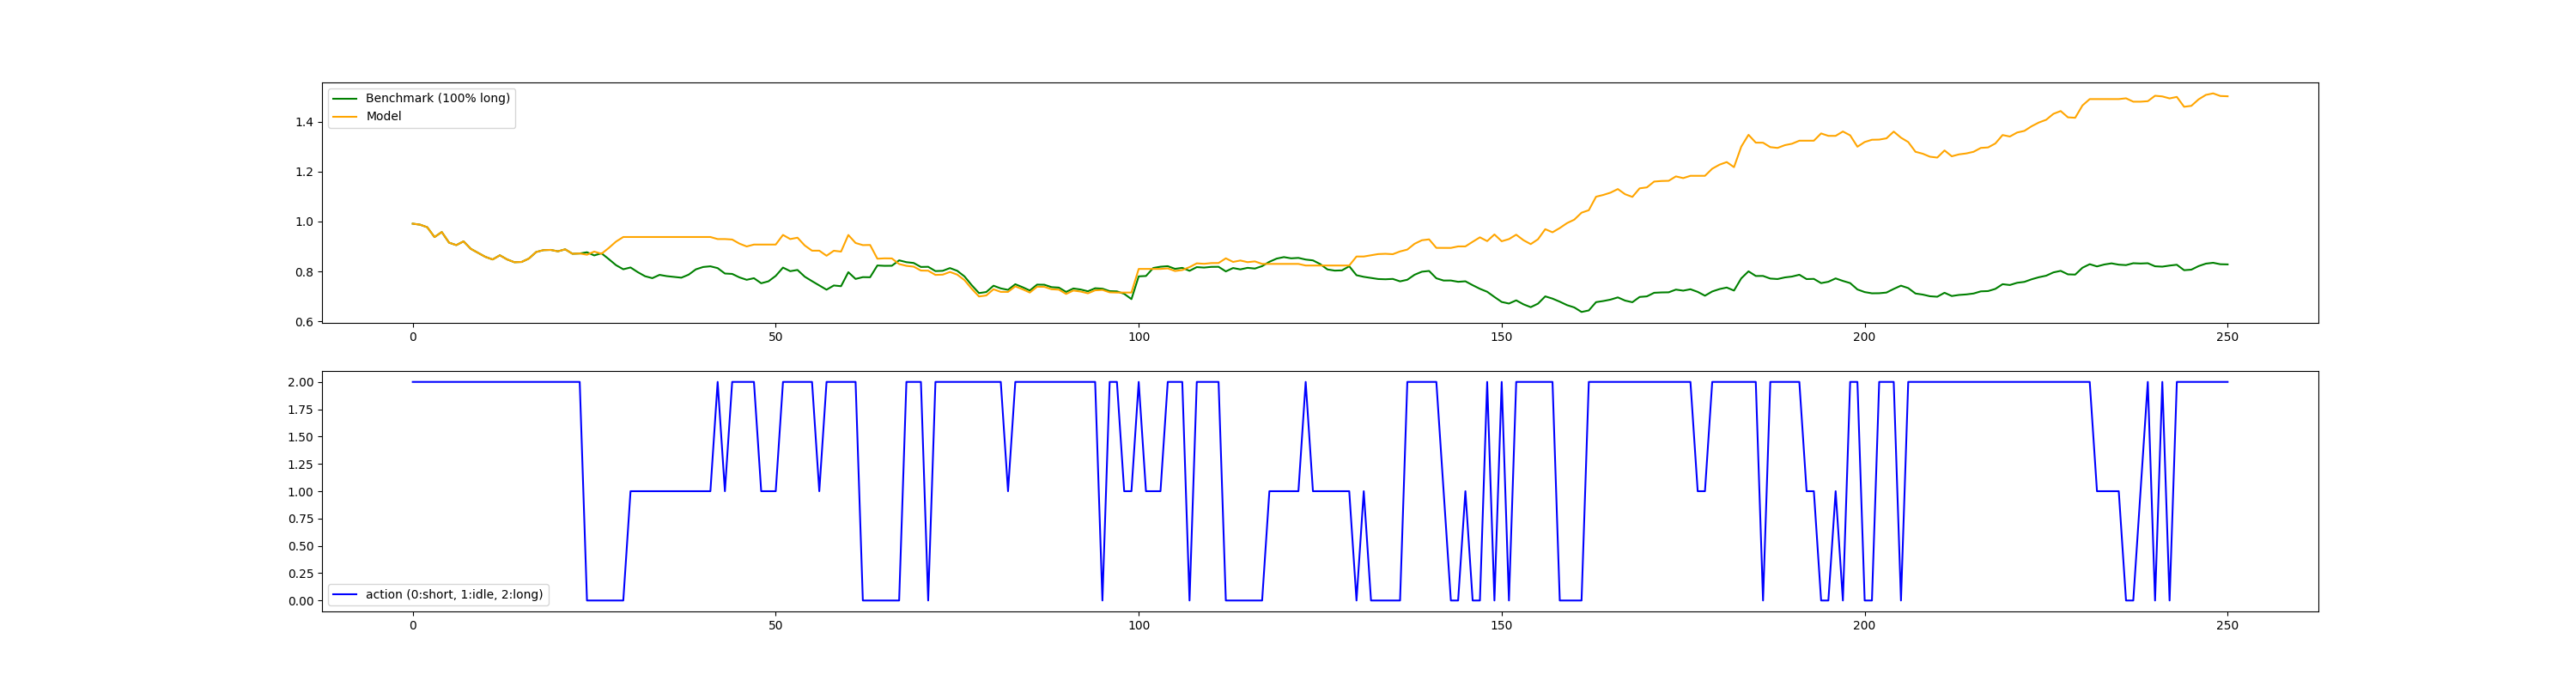 Benchmark (100% long)
Model
1.4
1.2
1.0
0.8
0.6
0 50 100 150 200 250
2.00
1.75
1.50
1.25
1.00
0.75
0.50
0.25
0.00
action (0:short, 1:idle, 2:long)
0 50 100 150 200 250